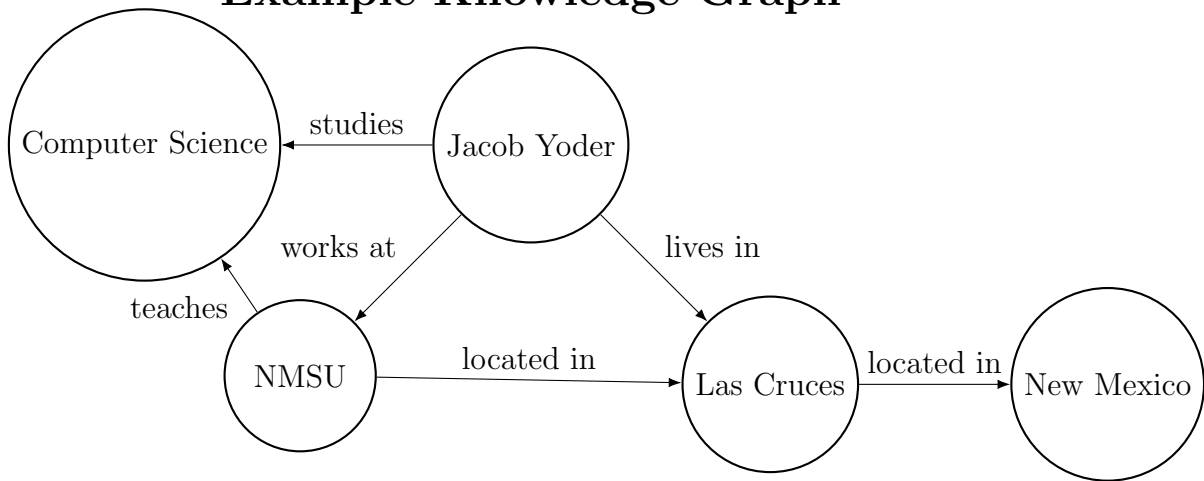 Example Knowledge Graph
studies
Computer Science
Jacob Yoder
works at
lives in
teaches
located in
located in
NMSU
Las Cruces
New Mexico